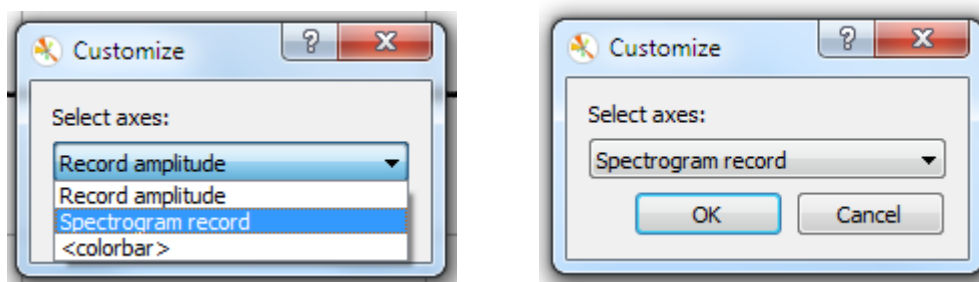 Customize
Select axes:
Record amplitude
Record amplitude
Spectrogram record
<colorbar>
Customize
Select axes:
Spectrogram record
OK
Cancel